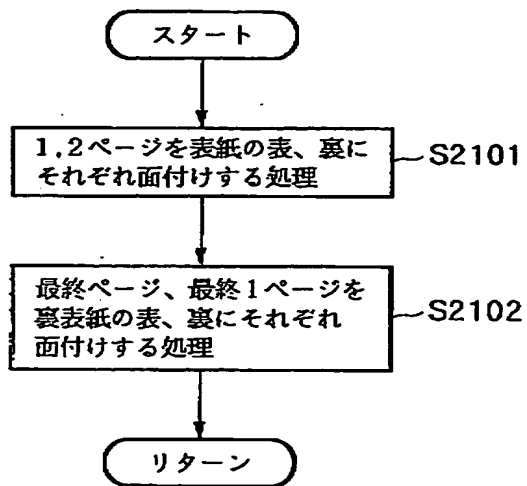 スタート
1,2ページを表紙の表、裏に
それぞれ面付けする処理
S2101
最終ページ、最終1ページを
裏表紙の表、裏にそれぞれ
面付けする処理
S2102
リターン